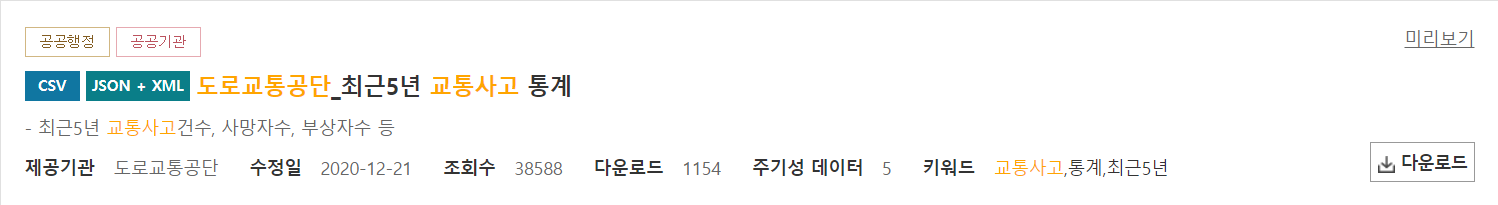 공공행정 공공기관 미리보기
CSV JSON + XML 도로교통공단_최근5년 교통사고 통계
- 최근5년 교통사고건수, 사망자수, 부상자수 등
제공기관 도로교통공단 수정일 2020-12-21 조회수 38588 다운로드 1154 주기성 데이터 5 키워드 교통사고,통계,최근5년 다운로드